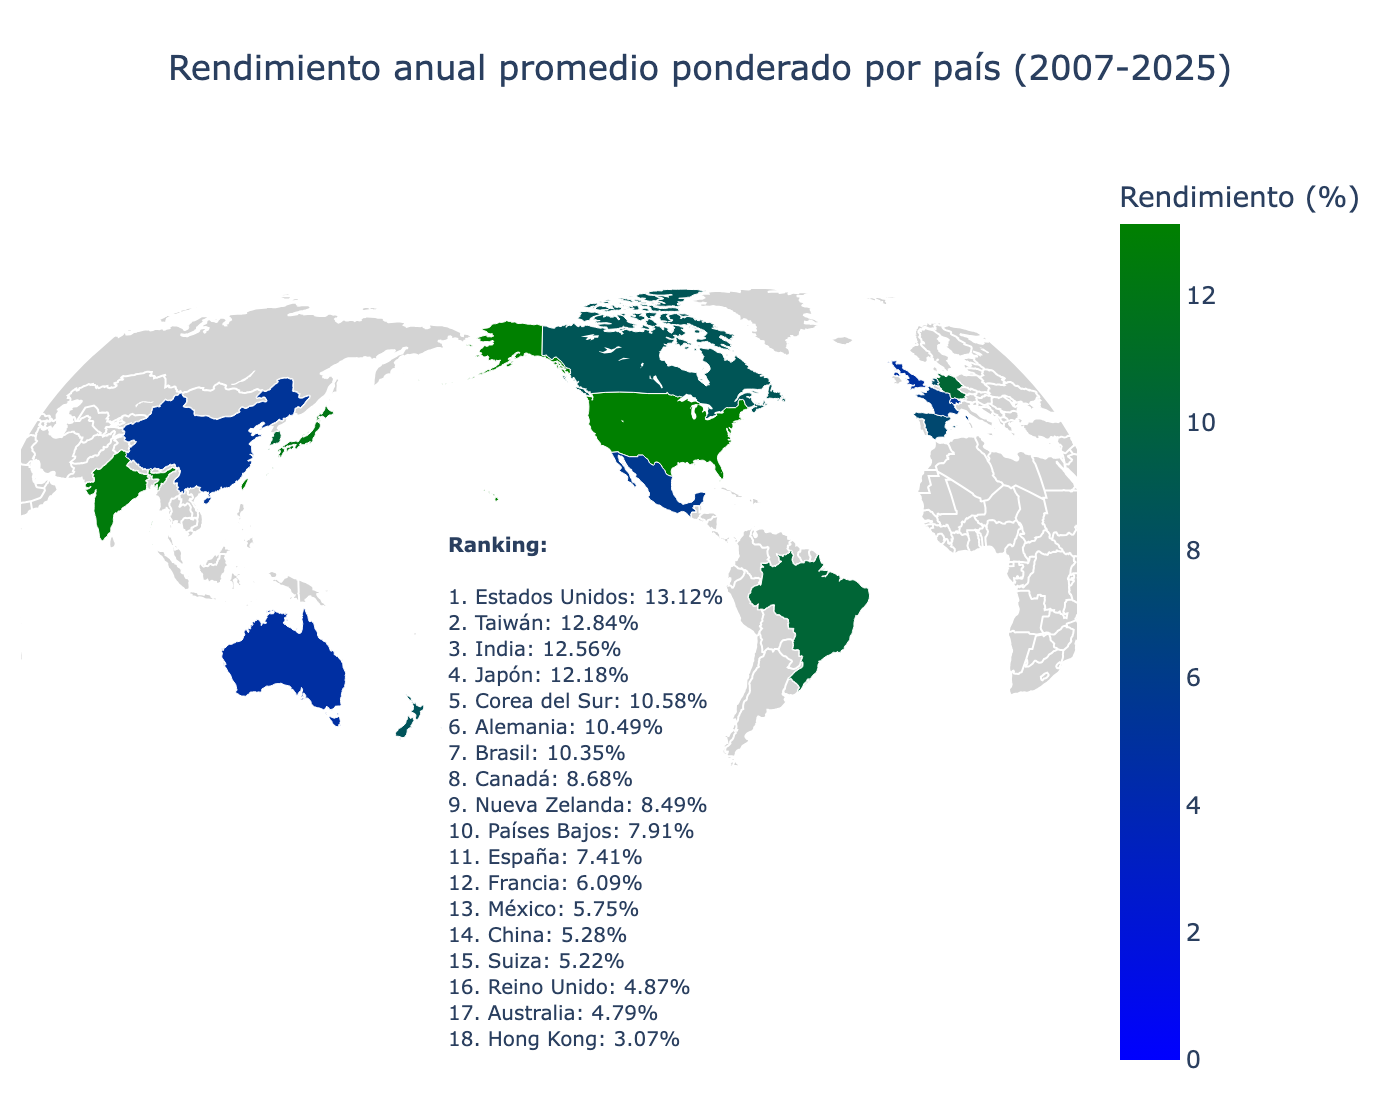 Rendimiento anual promedio ponderado por país (2007-2025)
Rendimiento (%)
12
10
8
6
4
2
0
Ranking:
1. Estados Unidos: 13.12%
2. Taiwán: 12.84%
3. India: 12.56%
4. Japón: 12.18%
5. Corea del Sur: 10.58%
6. Alemania: 10.49%
7. Brasil: 10.35%
8. Canadá: 8.68%
9. Nueva Zelanda: 8.49%
10. Países Bajos: 7.91%
11. España: 7.41%
12. Francia: 6.09%
13. México: 5.75%
14. China: 5.28%
15. Suiza: 5.22%
16. Reino Unido: 4.87%
17. Australia: 4.79%
18. Hong Kong: 3.07%